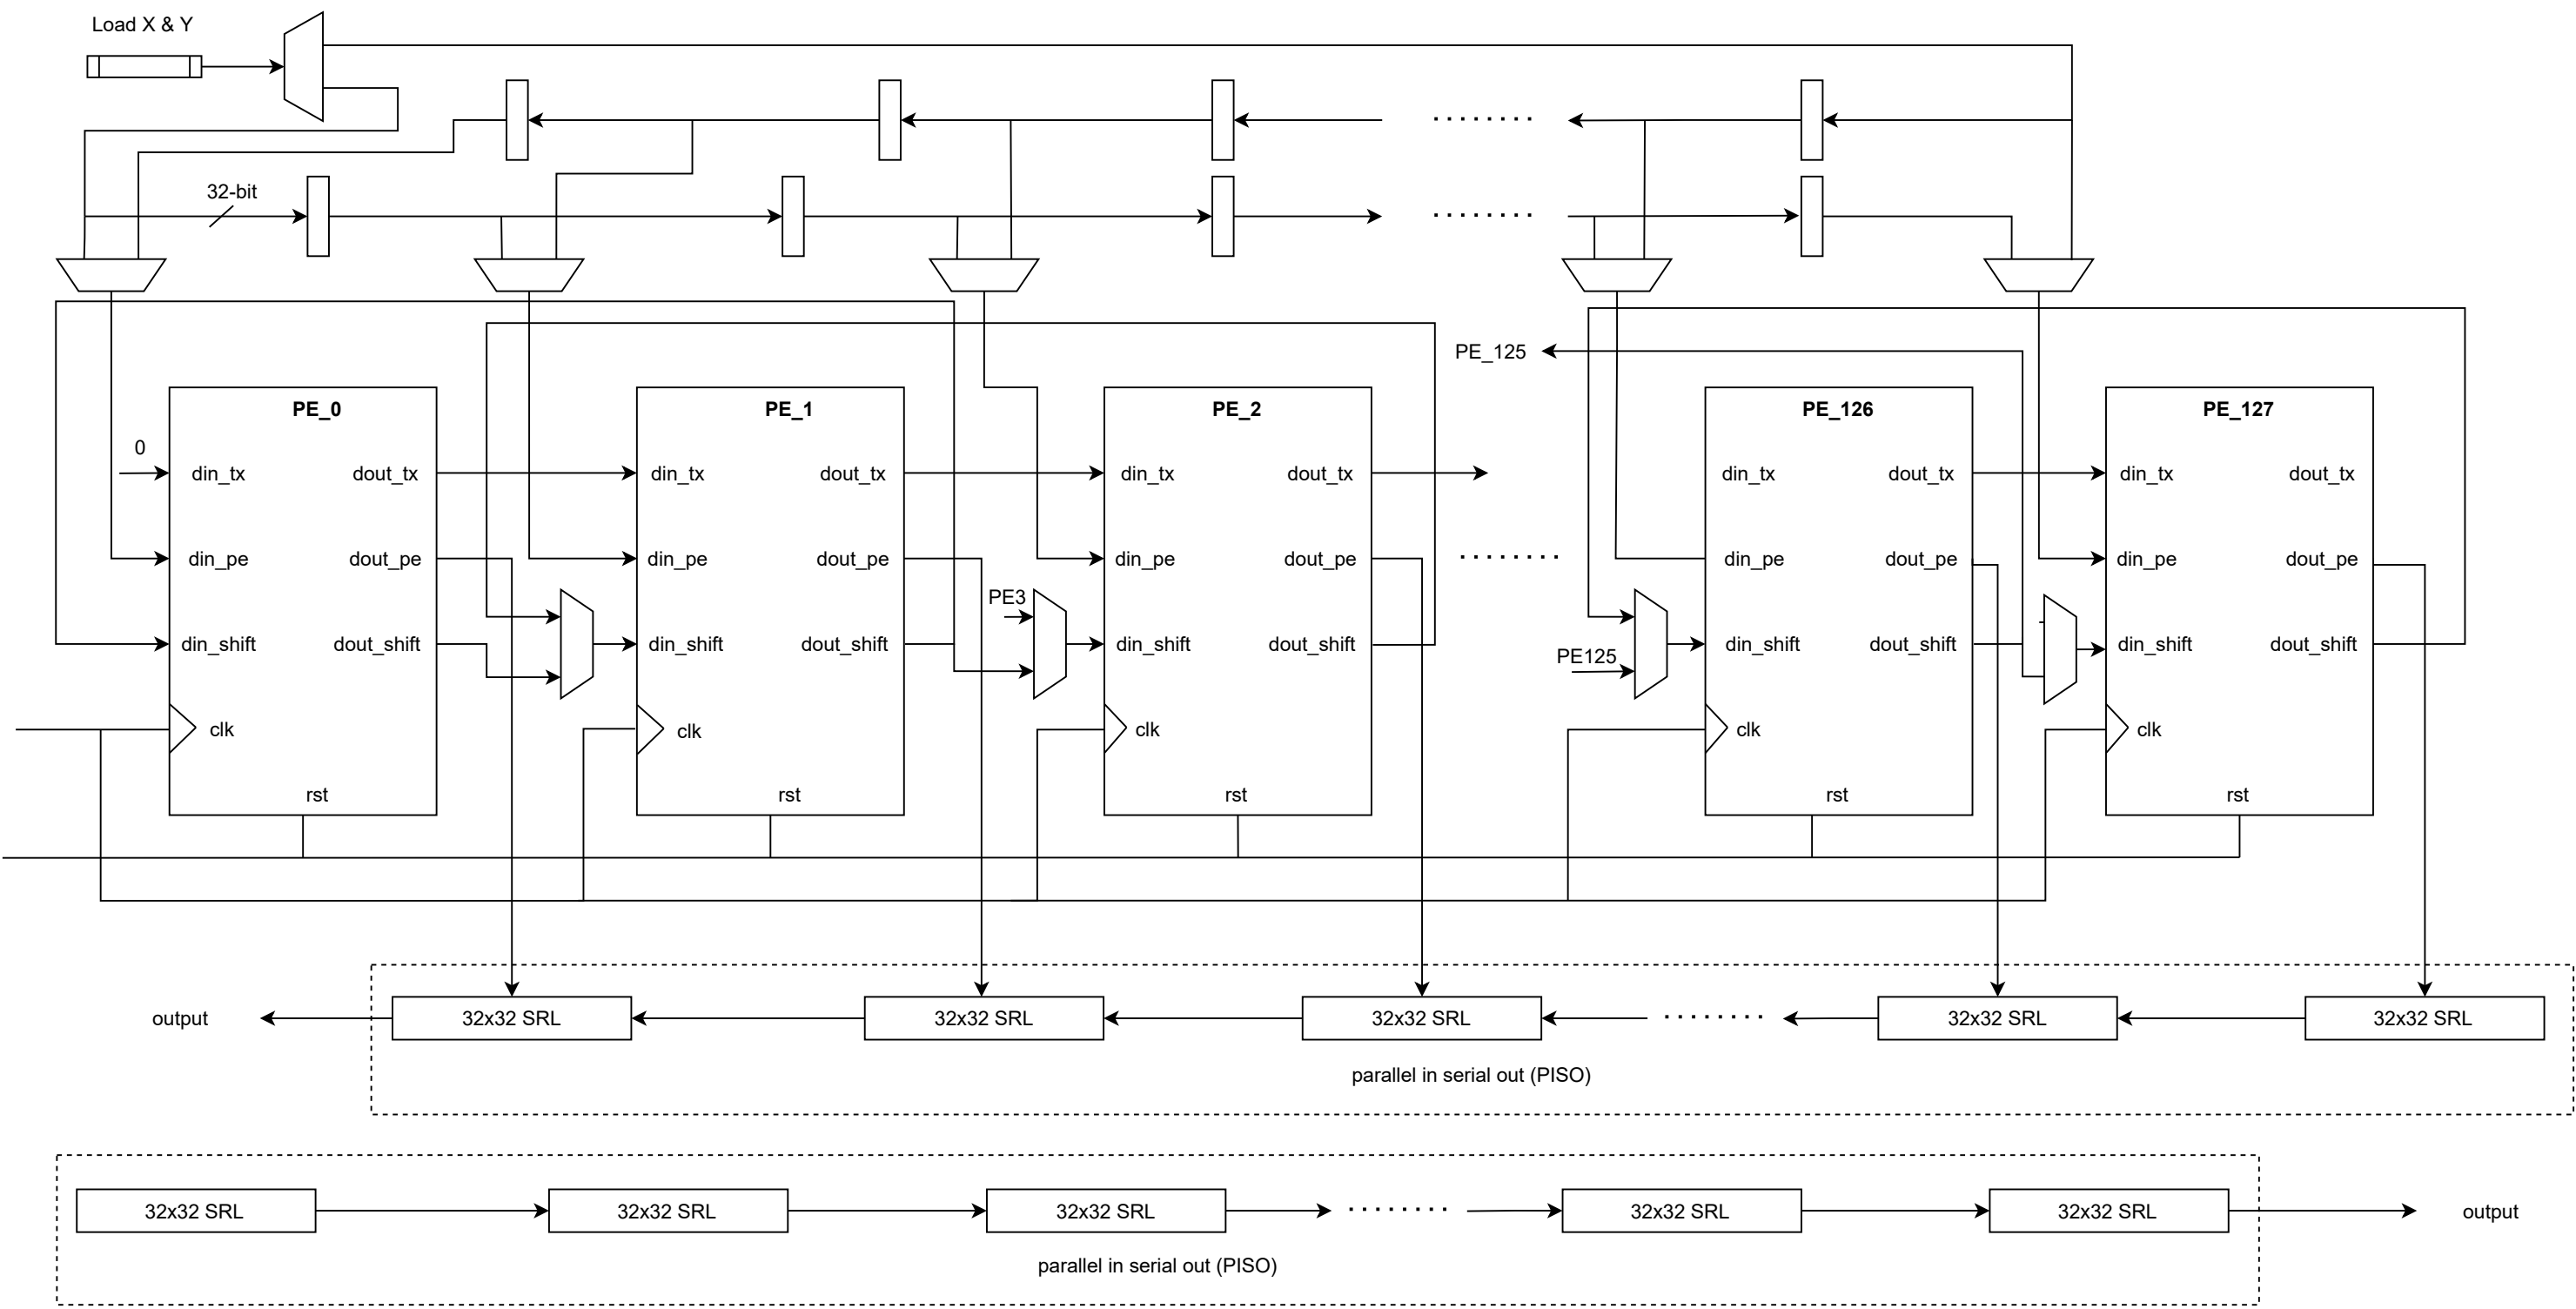 Load X & Y
32-bit
PE_125
PE_0
PE_1
PE_2
PE_126
PE_127
0
din_tx
dout_tx
din_tx
dout_tx
din_tx
dout_tx
din_tx
dout_tx
din_tx
dout_tx
din_pe
dout_pe
din_pe
dout_pe
din_pe
dout_pe
din_pe
dout_pe
din_pe
dout_pe
PE3
din_shift
dout_shift
din_shift
dout_shift
din_shift
dout_shift
PE125
din_shift
dout_shift
din_shift
dout_shift
clk
clk
clk
clk
clk
rst
rst
rst
rst
rst
output
32x32 SRL
32x32 SRL
32x32 SRL
32x32 SRL
32x32 SRL
parallel in serial out (PISO)
32x32 SRL
32x32 SRL
32x32 SRL
32x32 SRL
32x32 SRL
output
parallel in serial out (PISO)